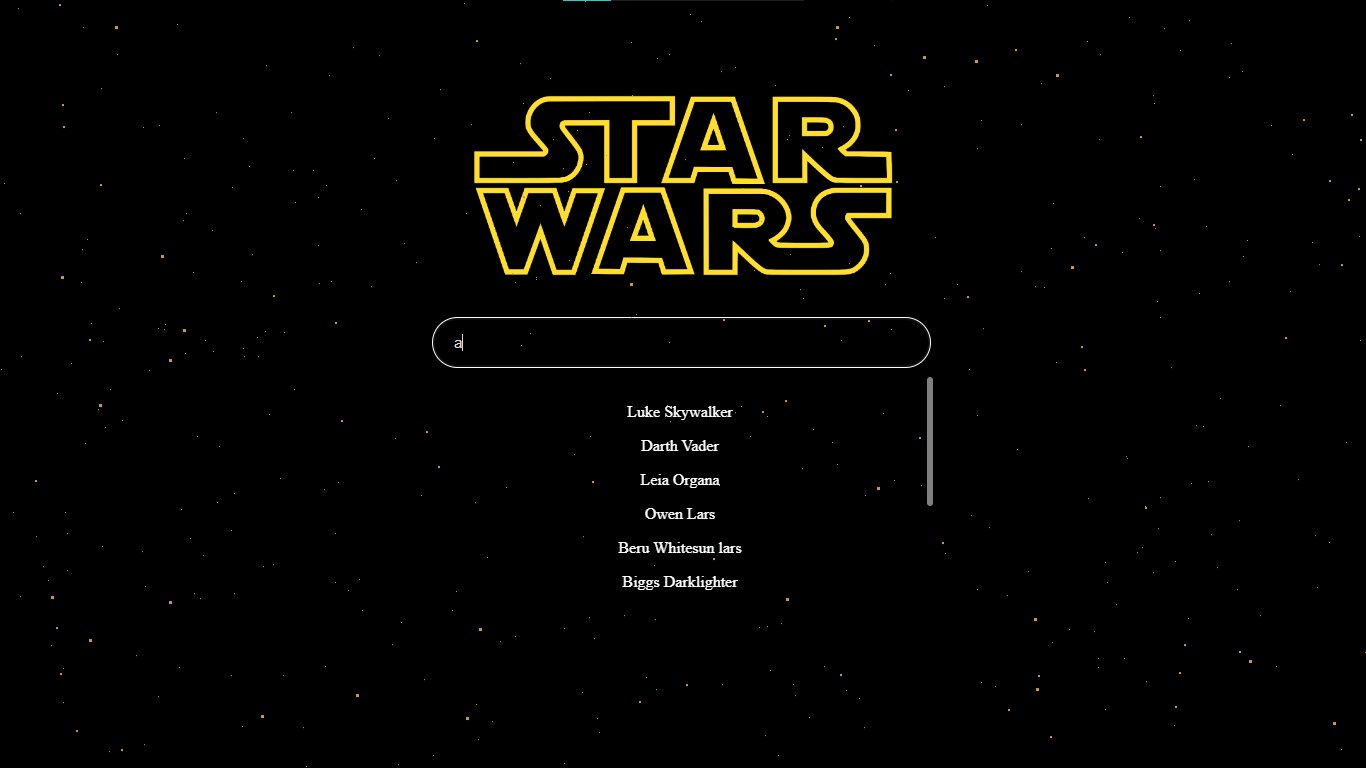 STAR
WARS
a
Luke Skywalker
Darth Vader
Leia Organa
Owen Lars
Beru Whitesun lars
Biggs Darklighter